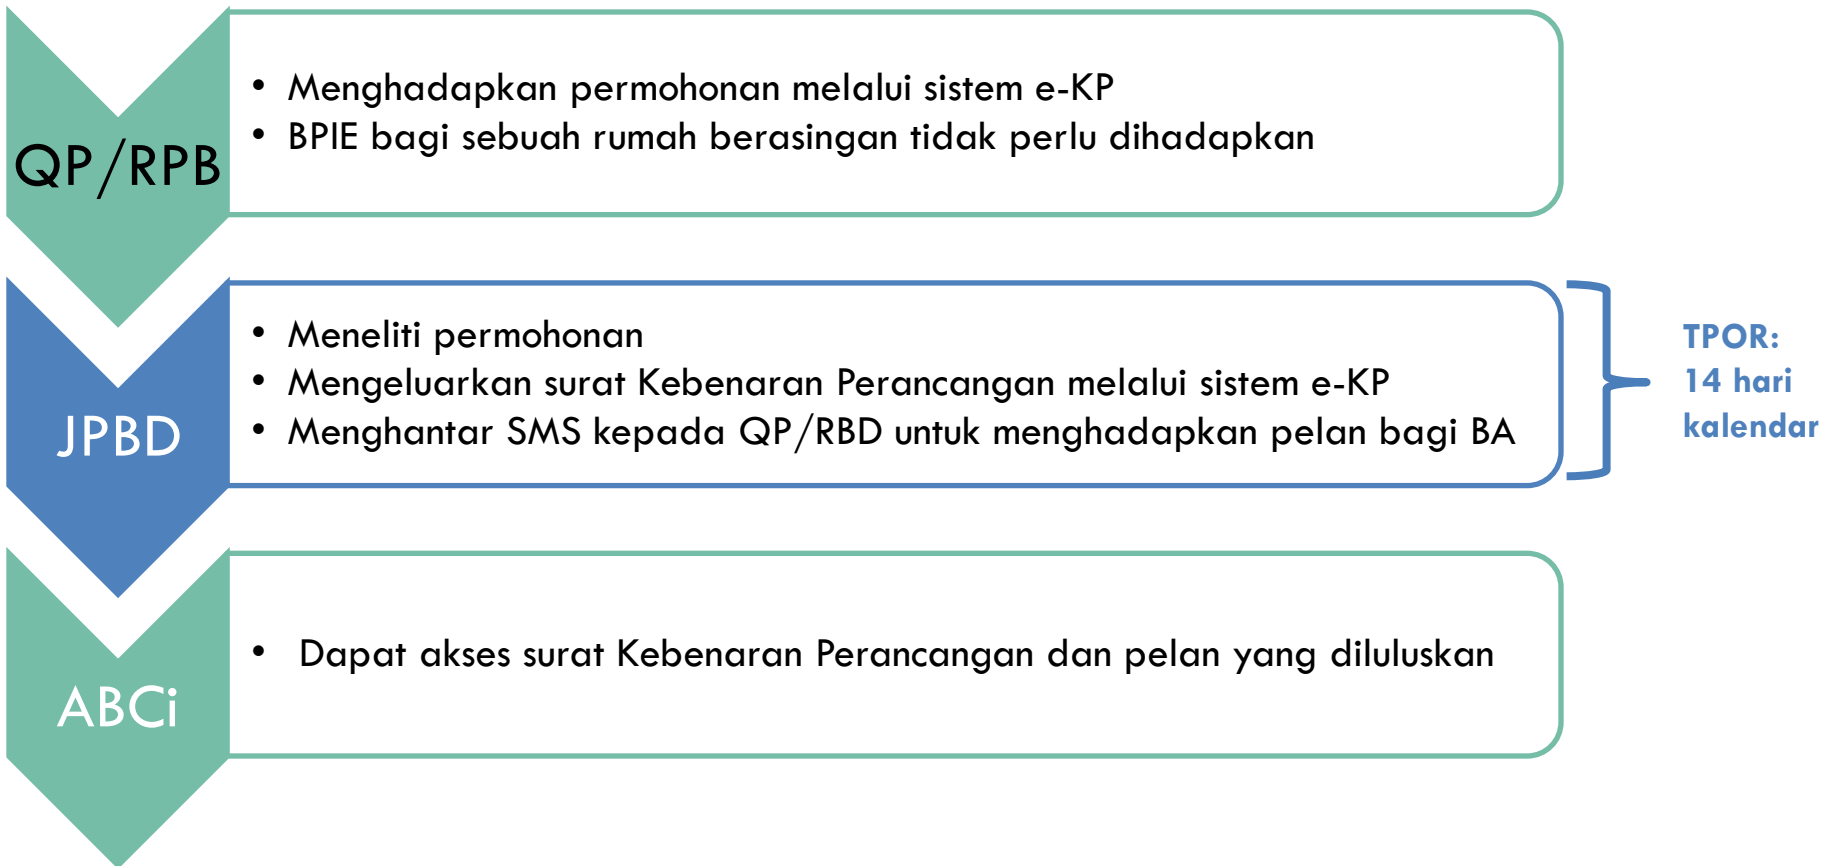 QP/RPB
• Menghadapkan permohonan melalui sistem e-KP
• BPIE bagi sebuah rumah berasingan tidak perlu dihadapkan
JPBD
• Meneliti permohonan
• Mengeluarkan surat Kebenaran Perancangan melalui sistem e-KP
• Menghantar SMS kepada QP/RBD untuk menghadapkan pelan bagi BA
TPOR:
14 hari
kalendar
ABCi
• Dapat akses surat Kebenaran Perancangan dan pelan yang diluluskan